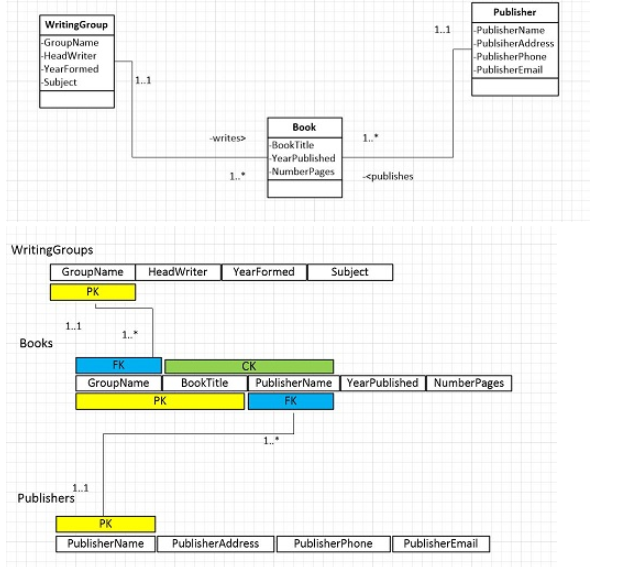 WritingGroup
-GroupName
-HeadWriter
-YearFormed
-Subject
1..1
Publisher
-PublisherName
-PublsiherAddress
-PublisherPhone
-PublisherEmail
1..1
Book
-BookTitle
-YearPublished
-NumberPages
-writes>
1..*
1..*
-<publishes
WritingGroups
GroupName HeadWriter YearFormed Subject
PK
1..1
1..*
Books
FK CK
GroupName BookTitle PublisherName YearPublished NumberPages
PK FK
1..*
1..1
Publishers
PK
PublisherName PublisherAddress PublisherPhone PublisherEmail